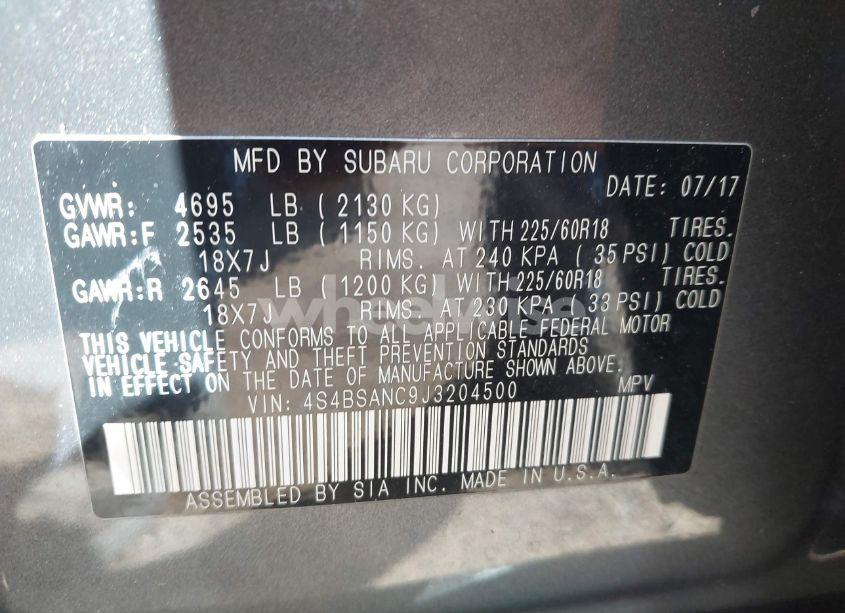 MFD BY SUBARU CORPORATION
DATE: 07/17
GVWR: 4695 LB ( 2130 KG)
GAWR:F 2535 LB ( 1150 KG) WITH 225/60R18 TIRES.
18X7J RIMS. AT 240 KPA ( 35 PSI) COLD
GAWR:R 2645 LB ( 1200 KG) WITH 225/60R18 TIRES.
18X7J RIMS. AT 230 KPA ( 33 PSI) COLD
wheelwise
THIS VEHICLE CONFORMS TO ALL APPLICABLE FEDERAL MOTOR
VEHICLE SAFETY AND THEFT PREVENTION STANDARDS
IN EFFECT ON THE DATE OF MANUFACTURE SHOWN ABOVE.
VIN: 4S4BSANC9J3204500 MPV
ASSEMBLED BY SIA INC. MADE IN U.S.A.